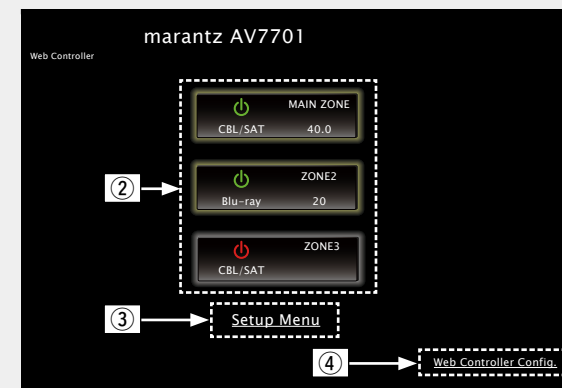 marantz AV7701
Web Controller
MAIN ZONE
CBL/SAT 40.0
② ZONE2
Blu-ray 20
ZONE3
CBL/SAT
③ Setup Menu
④ Web Controller Config.